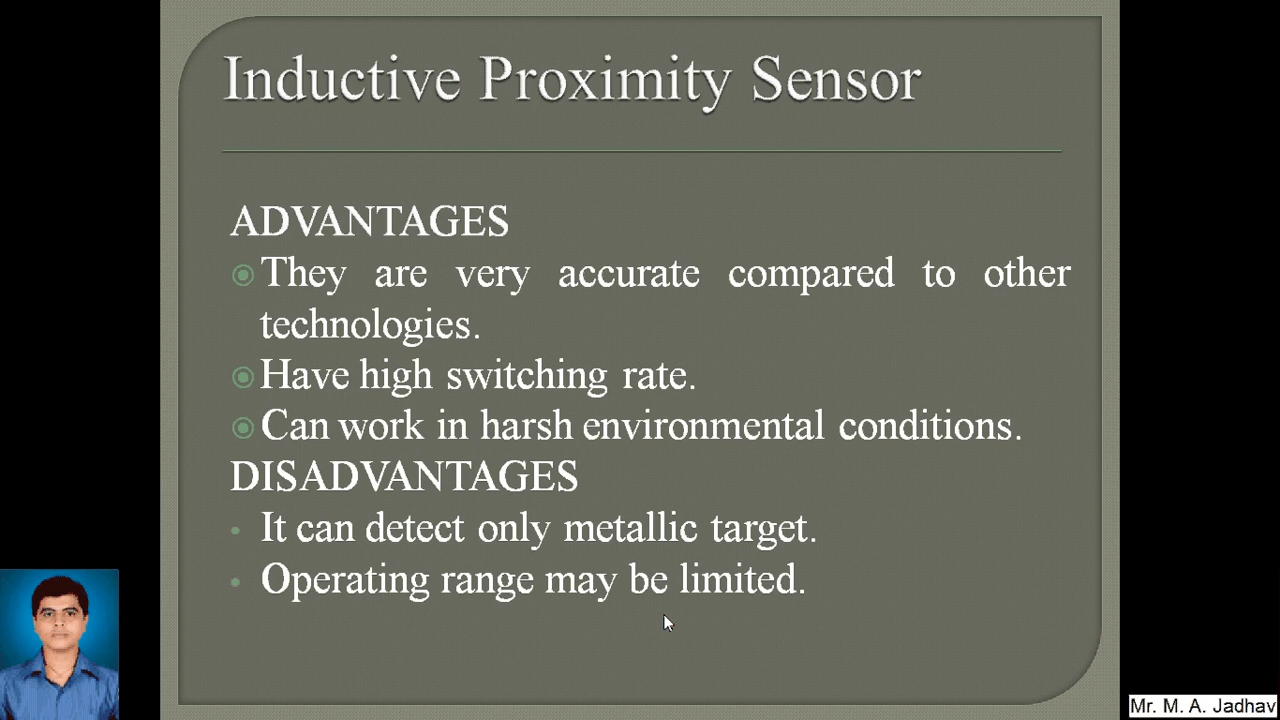 Inductive Proximity Sensor
ADVANTAGES
They are very accurate compared to other
technologies.
Have high switching rate.
Can work in harsh environmental conditions.
DISADVANTAGES
It can detect only metallic target.
Operating range may be limited.
Mr. M. A. Jadhav